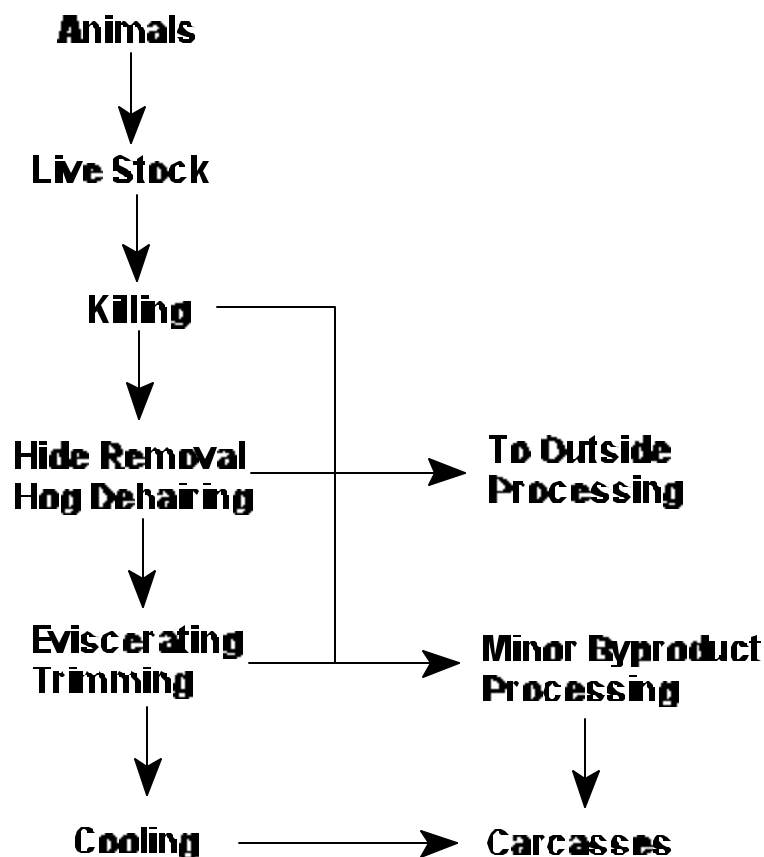 Animals
Live Stock
Killing
Hide Removal
Hog Dehairing
To Outside
Processing
Eviscerating
Trimming
Minor Byproduct
Processing
Cooling
Carcasses